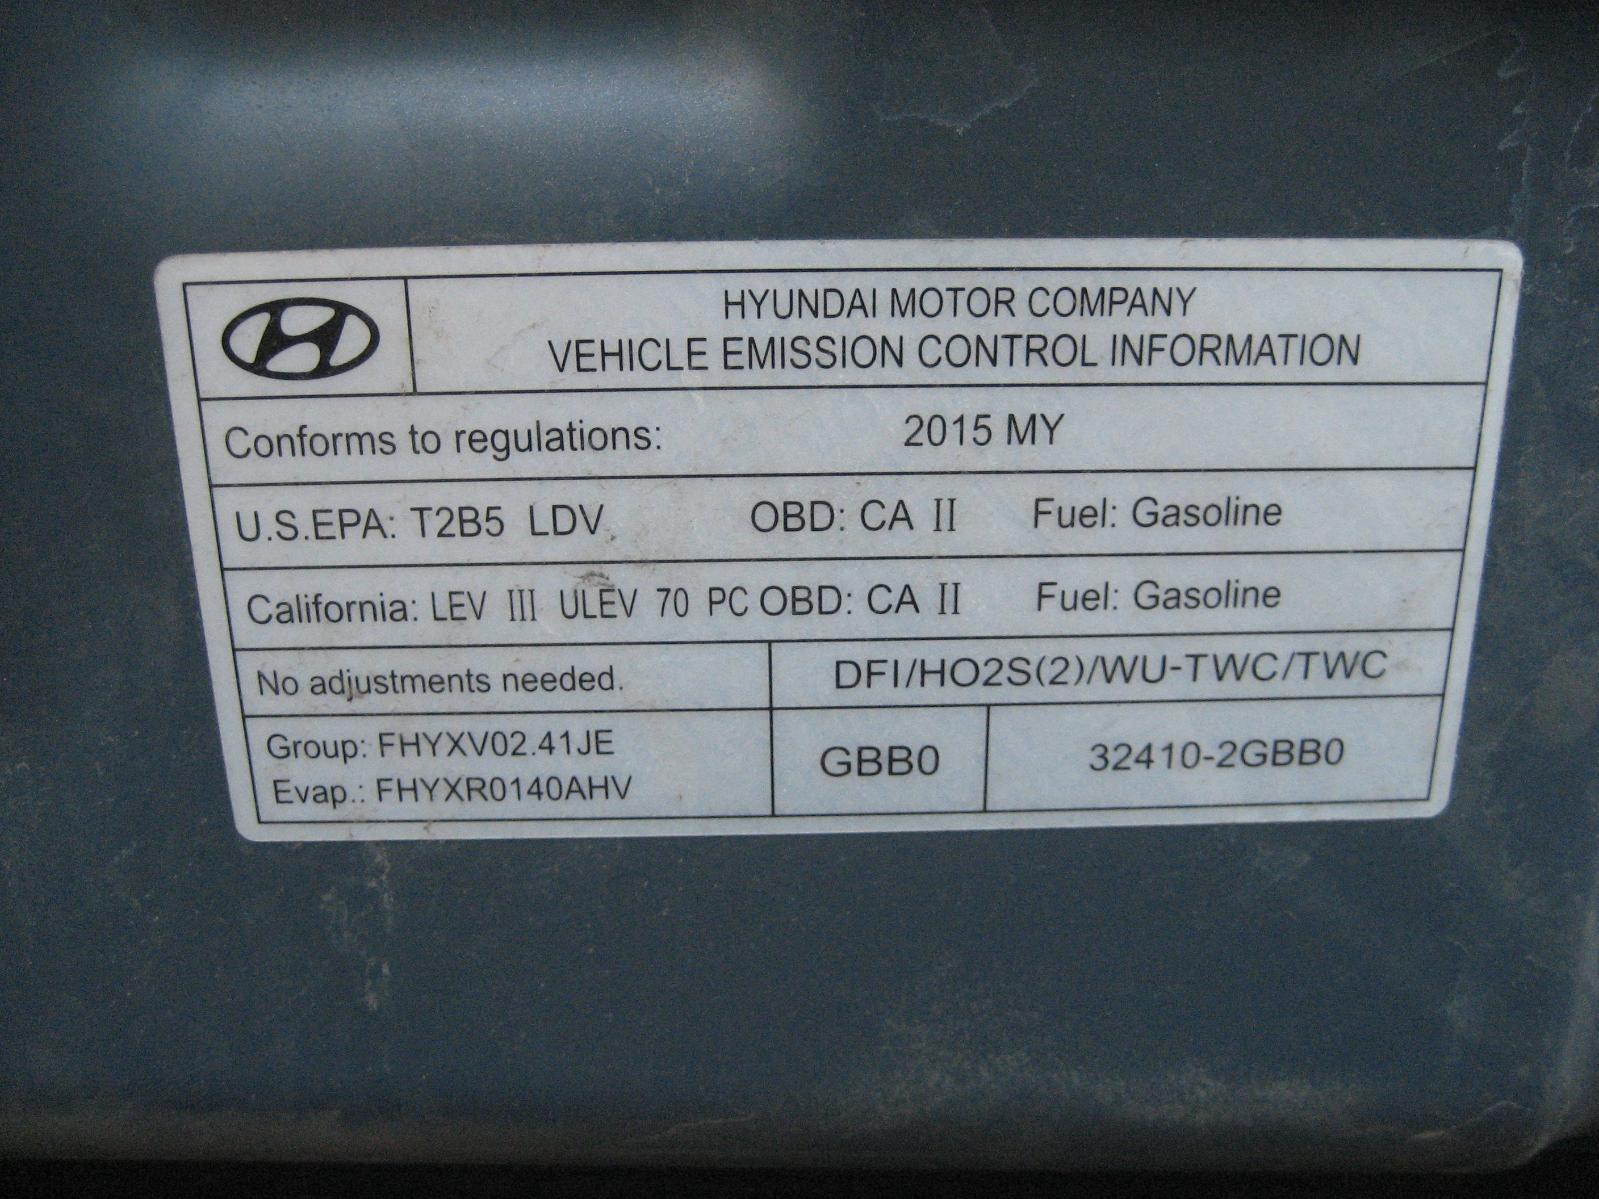 HYUNDAI MOTOR COMPANY
VEHICLE EMISSION CONTROL INFORMATION
Conforms to regulations: 2015 MY
U.S.EPA: T2B5 LDV OBD: CA II Fuel: Gasoline
California: LEV III ULEV 70 PC OBD: CA II Fuel: Gasoline
No adjustments needed. DFI/HO2S(2)/WU-TWC/TWC
Group: FHYXV02.41JE
Evap.: FHYXR0140AHV
GBB0 32410-2GBB0